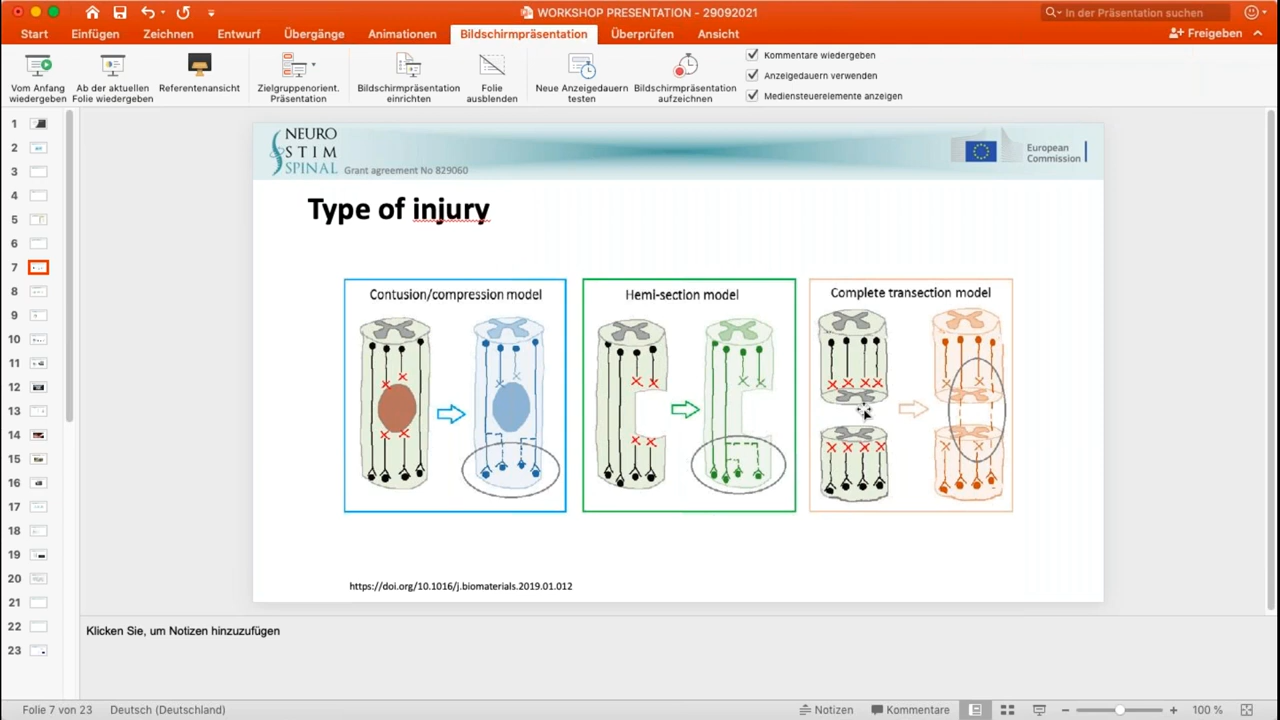 WORKSHOP PRESENTATION - 29092021
In der Präsentation suchen
Start Einfügen Zeichnen Entwurf Übergänge Animationen Bildschirmpräsentation Überprüfen Ansicht Freigeben
Vom Anfang
wiedergeben
Ab der aktuellen
Folie wiedergeben
Referentenansicht
Zielgruppenorient.
Präsentation
Bildschirmpräsentation
einrichten
Folie
ausblenden
Neue Anzeigedauern
testen
Bildschirmpräsentation
aufzeichnen
Kommentare wiedergeben
Anzeigedauern verwenden
Mediensteuerelemente anzeigen
1
2
3
4
5
6
7
8
9
10
11
12
13
14
15
16
17
18
19
20
21
22
23
NEURO
STIM
SPINAL
Grant agreement No 829060
European
Commission
Type of injury
Contusion/compression model
Hemi-section model
Complete transection model
https://doi.org/10.1016/j.biomaterials.2019.01.012
Klicken Sie, um Notizen hinzuzufügen
Folie 7 von 23 Deutsch (Deutschland) Notizen Kommentare 100 %